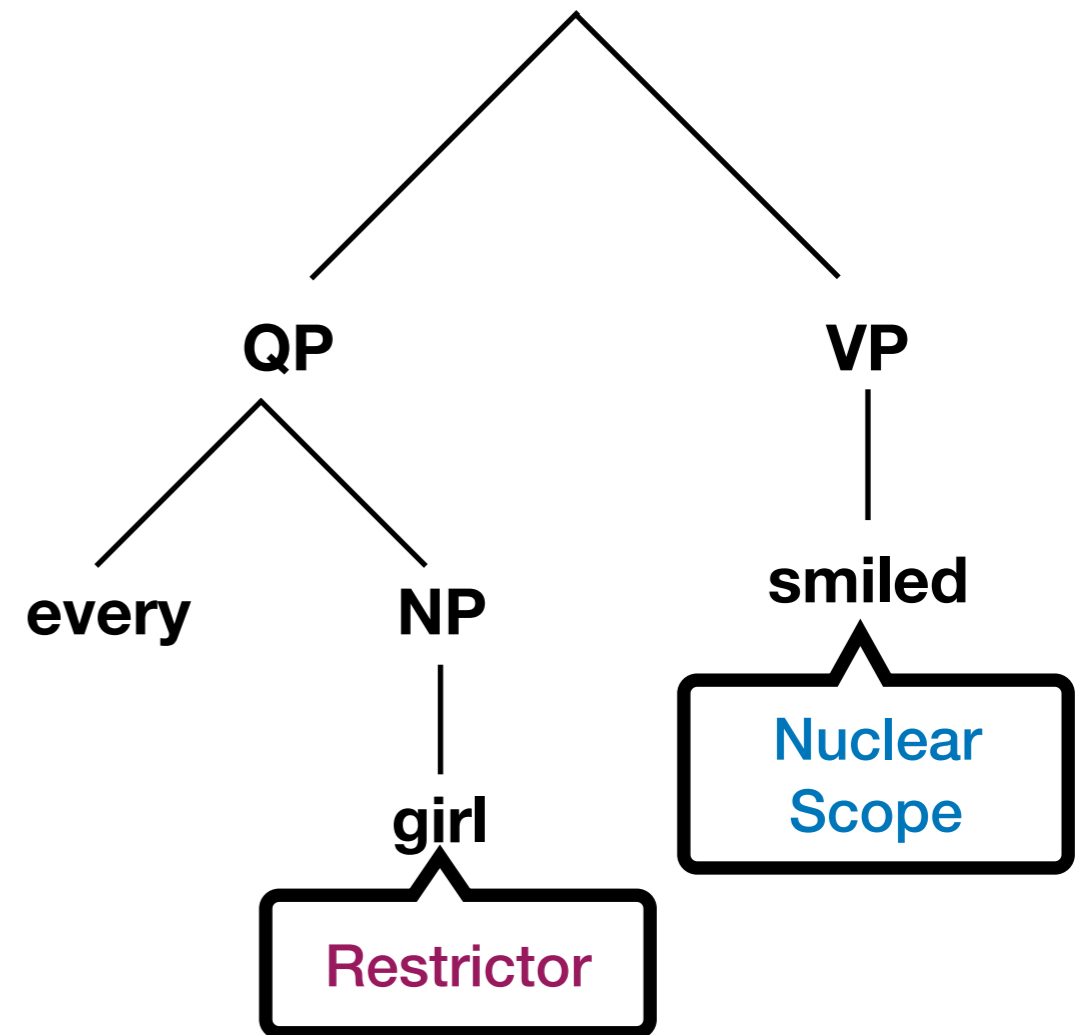 QP
VP
every
NP
smiled
girl
Nuclear
Scope
Restrictor